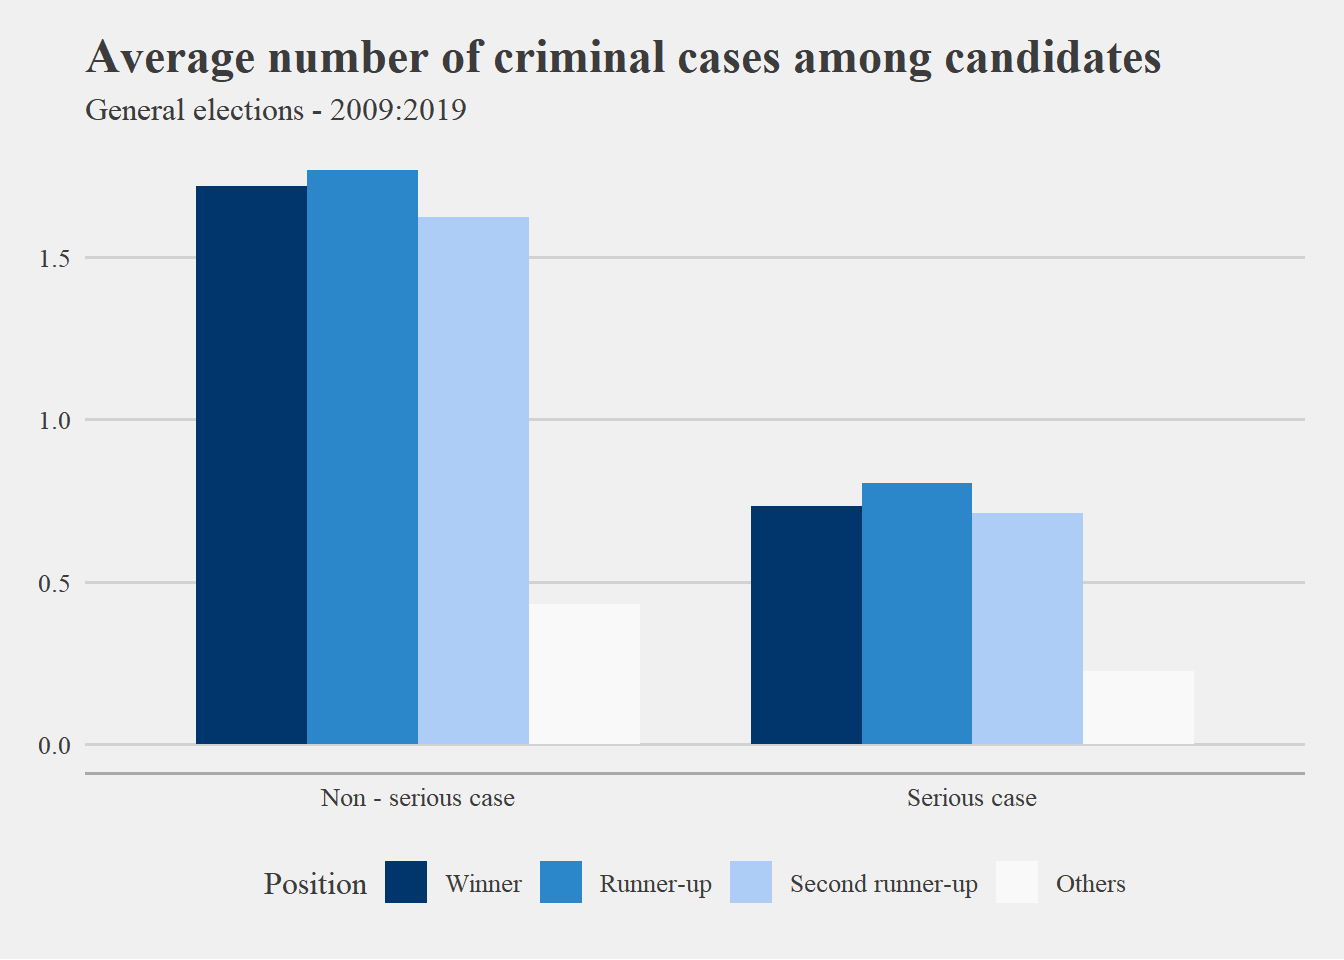 Average number of criminal cases among candidates
General elections - 2009:2019
1.5
1.0
0.5
0.0
Non - serious case Serious case
Position Winner Runner-up Second runner-up Others